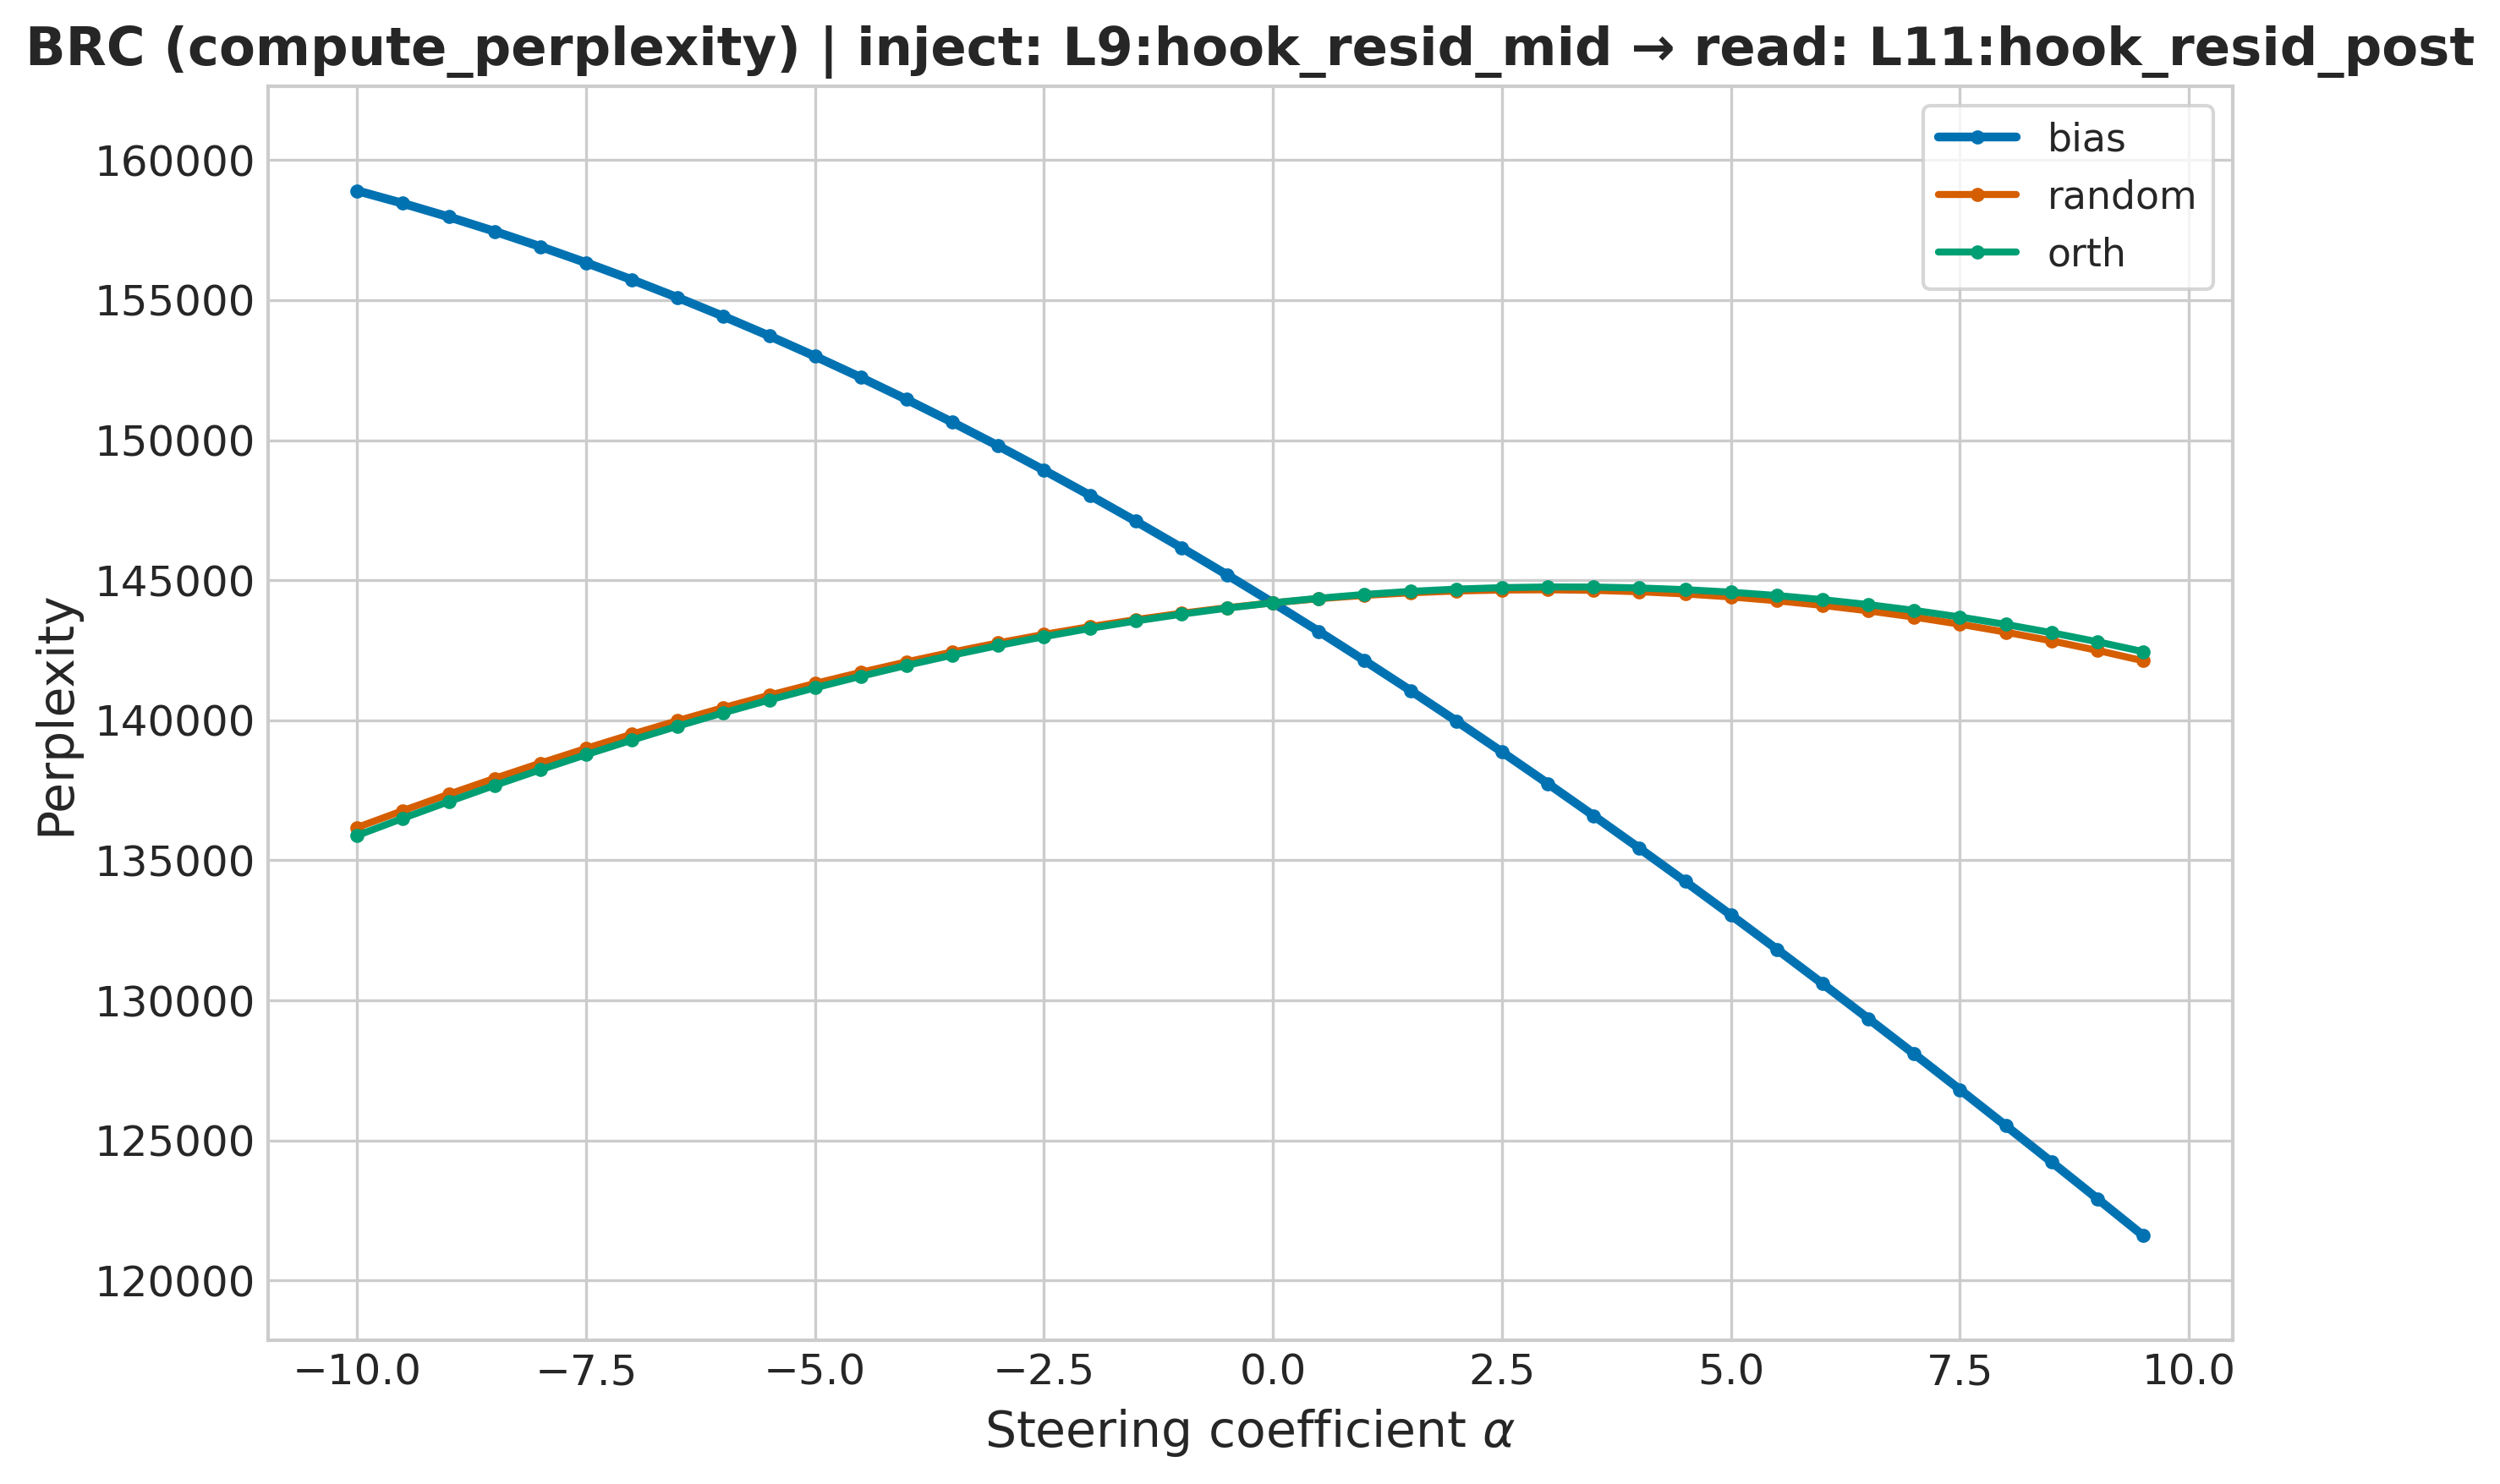 BRC (compute_perplexity) | inject: L9:hook_resid_mid → read: L11:hook_resid_post
160000
155000
150000
145000
140000
135000
130000
125000
120000
Perplexity
bias
random
orth
−10.0 −7.5 −5.0 −2.5 0.0 2.5 5.0 7.5 10.0
Steering coefficient α